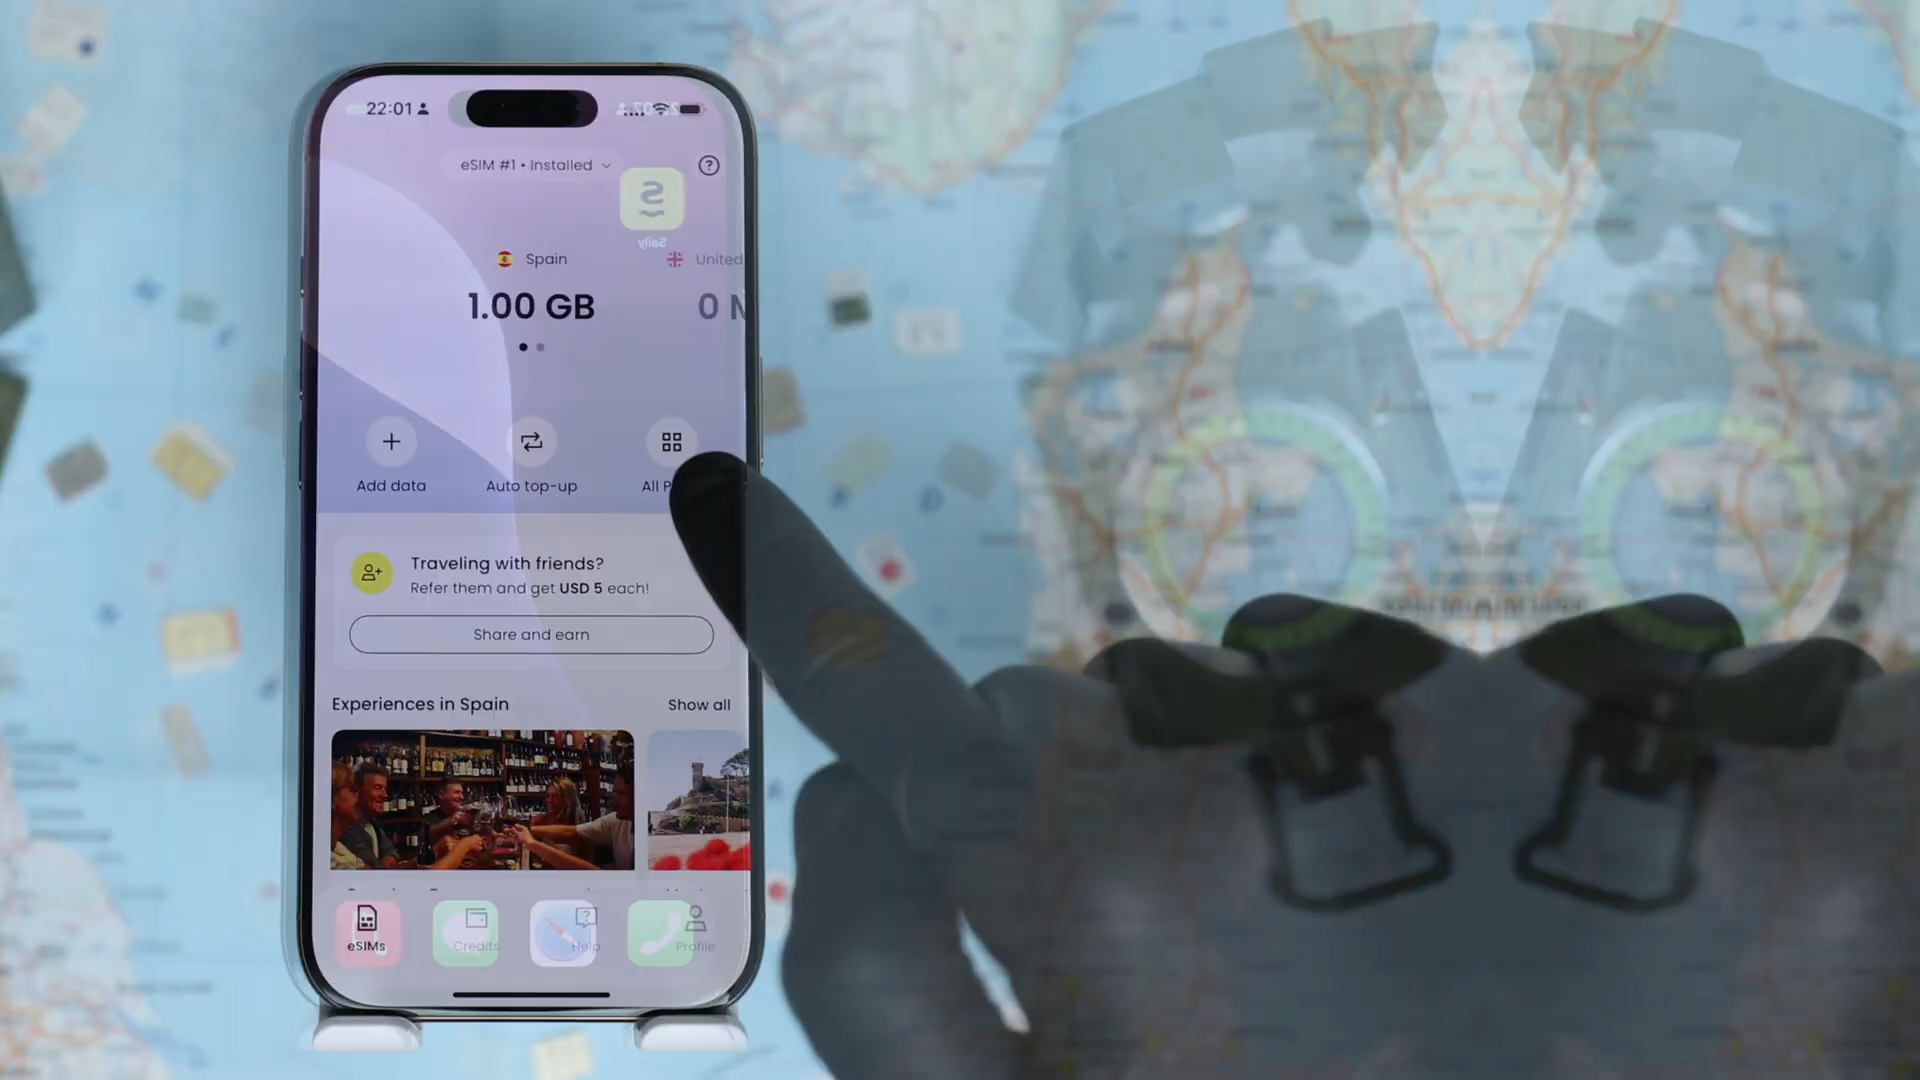 22:01
eSIM #1 • Installed
Saily
Spain
United
1.00 GB
0
Add data
Auto top-up
All
Traveling with friends?
Refer them and get USD 5 each!
Share and earn
Experiences in Spain
Show all
eSIMs
Credits
Help
Profile